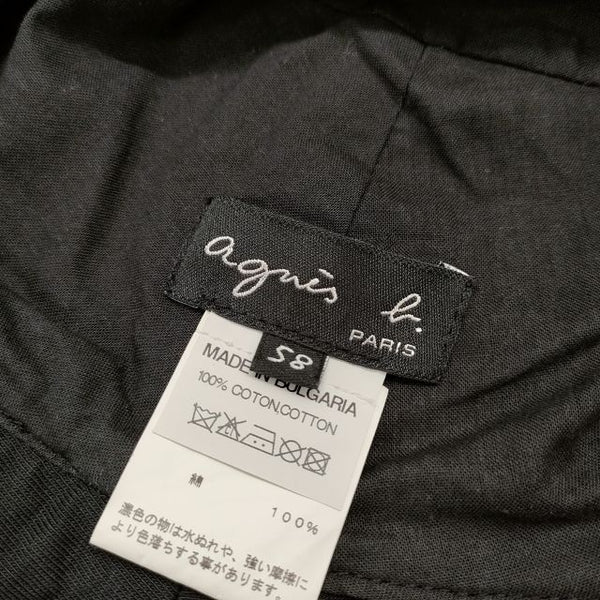 agnès b.
PARIS
58
MADE IN BULGARIA
100% COTON.COTTON
綿 100%
濃色の物は水ぬれや、強い摩擦に
より色落ちする事があります。